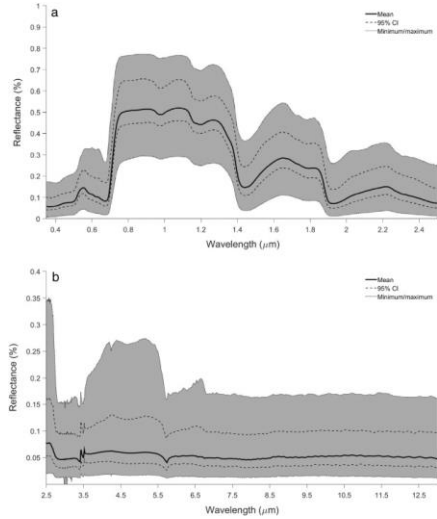 a
Mean
95% CI
Minimum/maximum
1
0.9
0.8
0.7
0.6
0.5
0.4
0.3
0.2
0.1
0
Reflectance (%)
0.4 0.6 0.8 1 1.2 1.4 1.6 1.8 2 2.2 2.4
Wavelength (μm)
b
Mean
95% CI
Minimum/maximum
0.4
0.35
0.3
0.25
0.2
0.15
0.1
0.05
Reflectance (%)
2.5 3.5 4.5 5.5 6.5 7.5 8.5 9.5 10.5 11.5 12.5
Wavelength (μm)